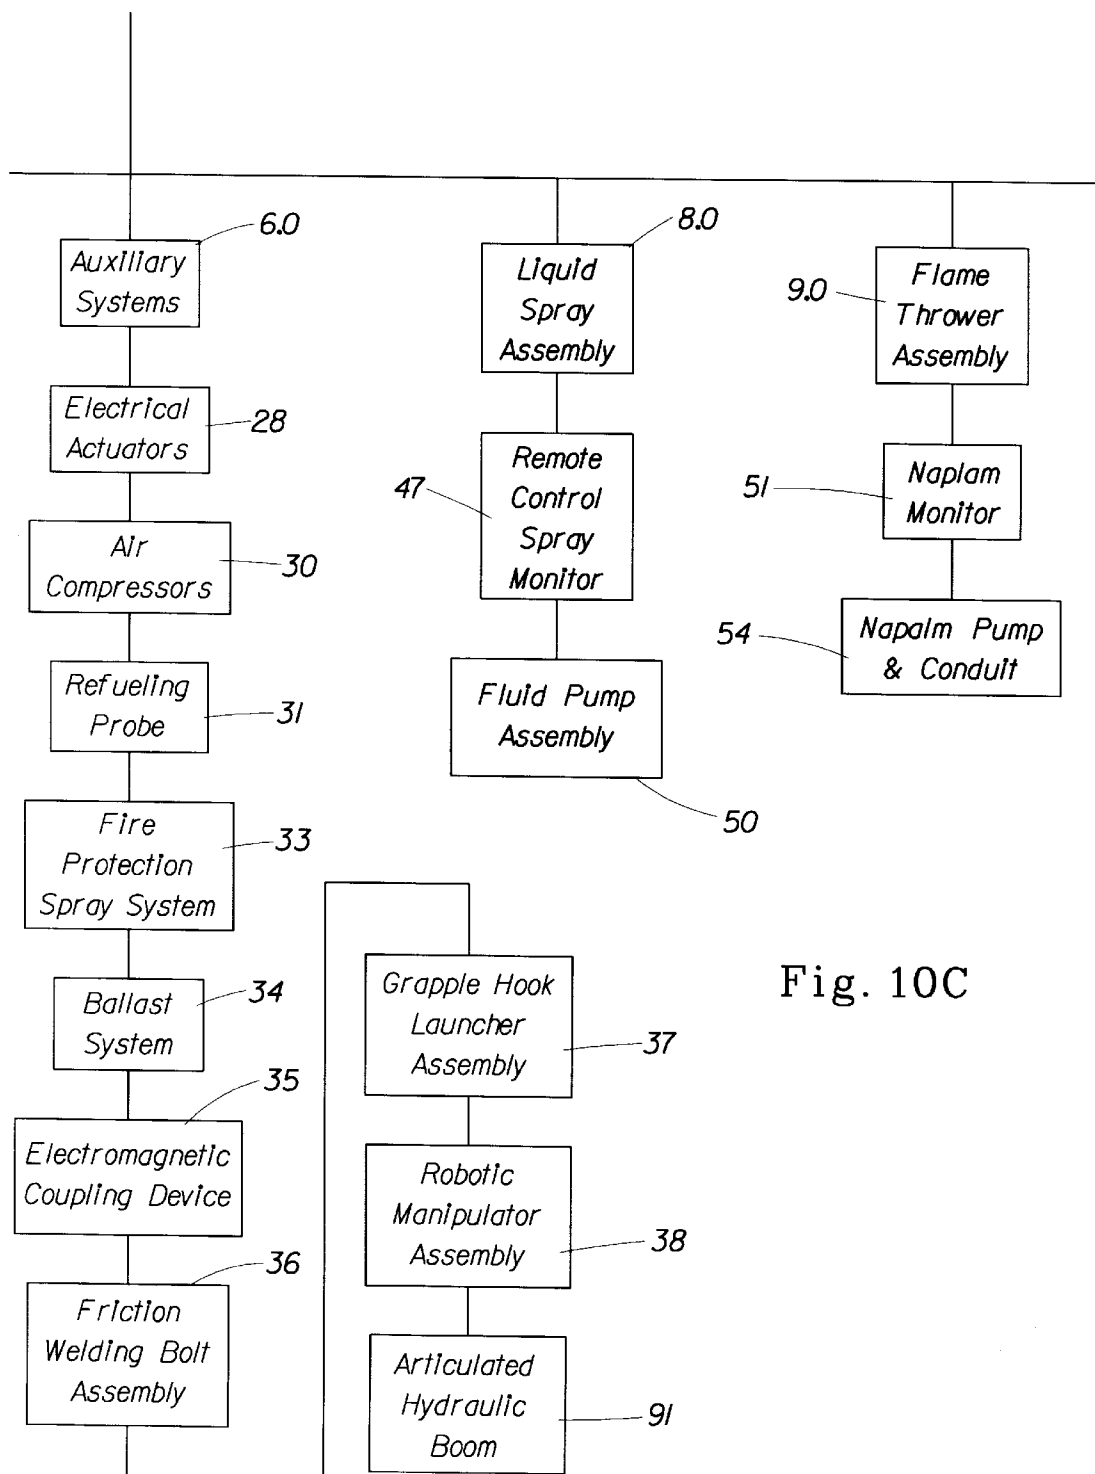 6.0
Auxiliary
Systems
Electrical
Actuators
28
Air
Compressors
30
Refueling
Probe
31
Fire
Protection
Spray System
33
Ballast
System
34
35
Electromagnetic
Coupling Device
36
Friction
Welding Bolt
Assembly
Grapple Hook
Launcher
Assembly
37
Robotic
Manipulator
Assembly
38
Articulated
Hydraulic
Boom
91
8.0
Liquid
Spray
Assembly
47
Remote
Control
Spray
Monitor
Fluid Pump
Assembly
50
9.0
Flame
Thrower
Assembly
51
Naplam
Monitor
54
Napalm Pump
& Conduit
Fig. 10C